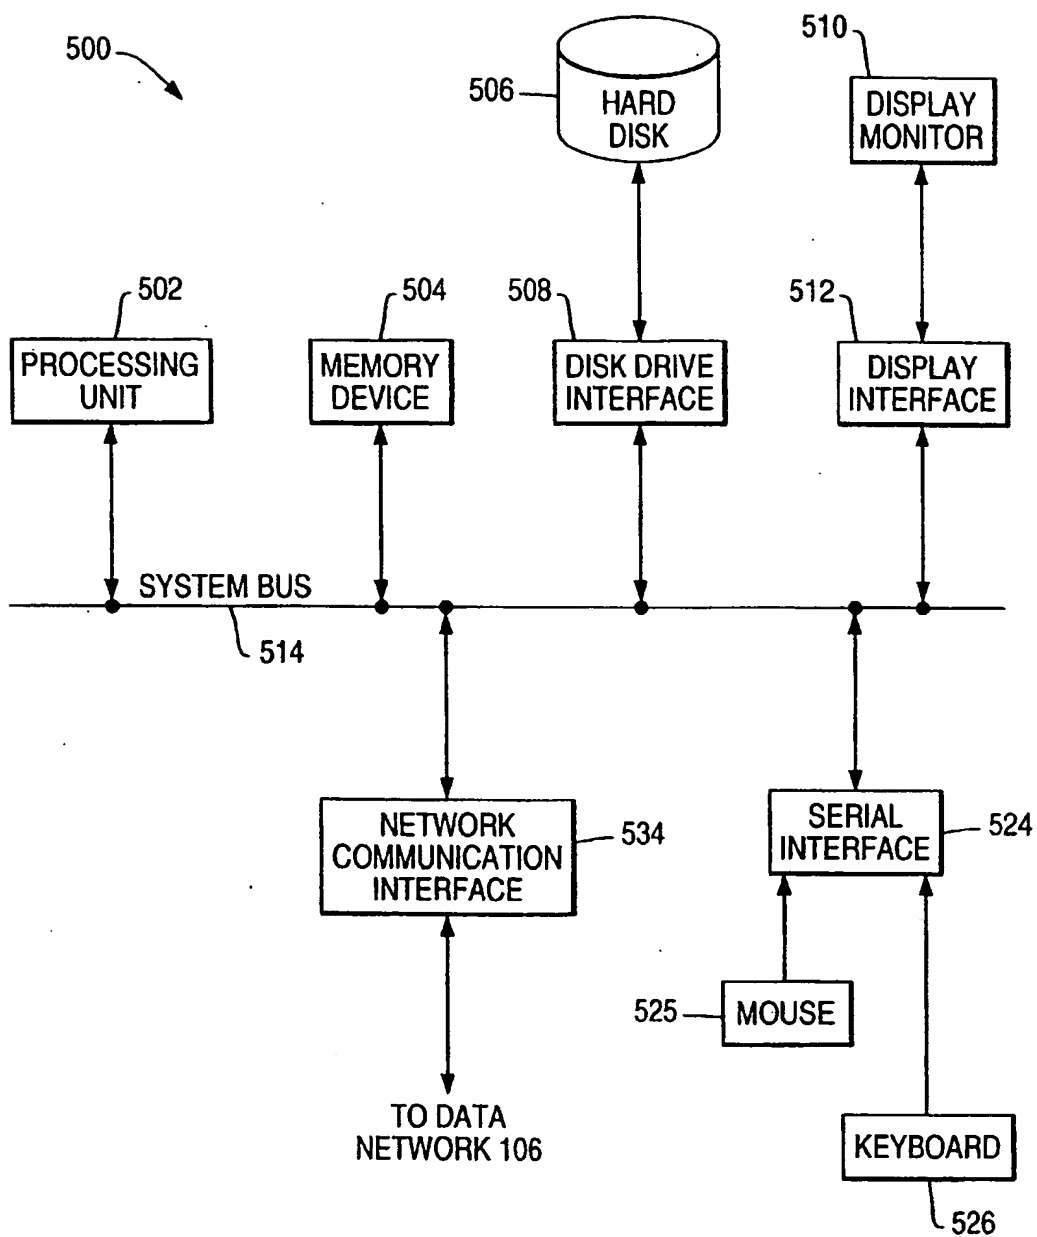 500
506
HARD
DISK
510
DISPLAY
MONITOR
502
PROCESSING
UNIT
504
MEMORY
DEVICE
508
DISK DRIVE
INTERFACE
512
DISPLAY
INTERFACE
SYSTEM BUS
514
NETWORK
COMMUNICATION
INTERFACE
534
SERIAL
INTERFACE
524
525
MOUSE
TO DATA
NETWORK 106
KEYBOARD
526